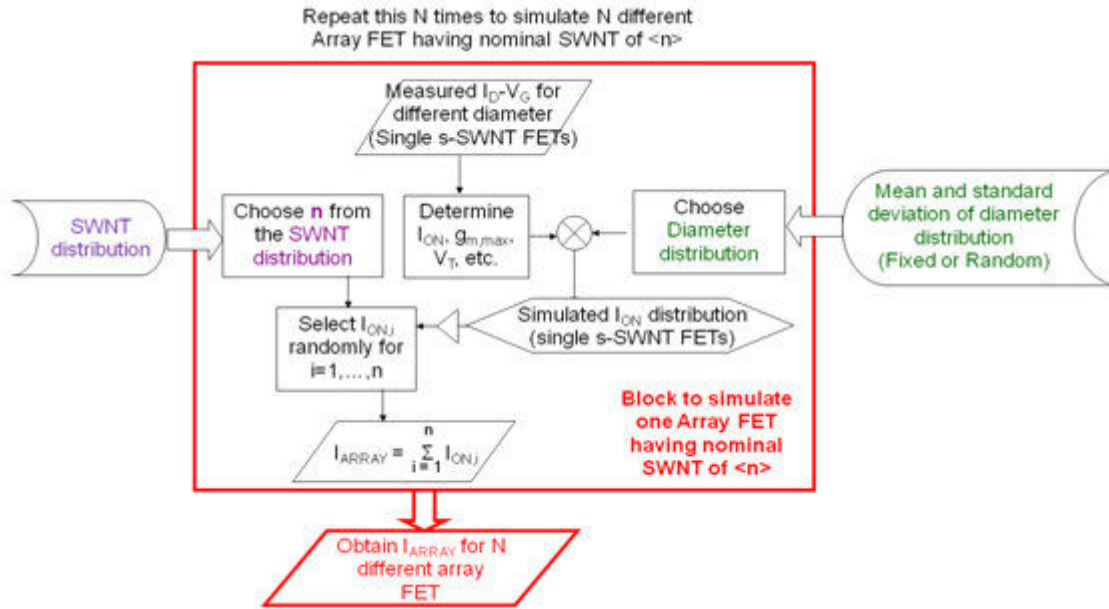 Repeat this N times to simulate N different
Array FET having nominal SWNT of <n>
Measured I_D-V_G for
different diameter
(Single s-SWNT FETs)
SWNT
distribution
Choose n from
the SWNT
distribution
Determine
I_ON, g_m,max,
V_T, etc.
Choose
Diameter
distribution
Mean and standard
deviation of diameter
distribution
(Fixed or Random)
Select I_ON,i
randomly for
i=1,...,n
Simulated I_ON distribution
(single s-SWNT FETs)
n
I_ARRAY = Σ I_ON,i
i = 1
Block to simulate
one Array FET
having nominal
SWNT of <n>
Obtain I_ARRAY for N
different array
FET